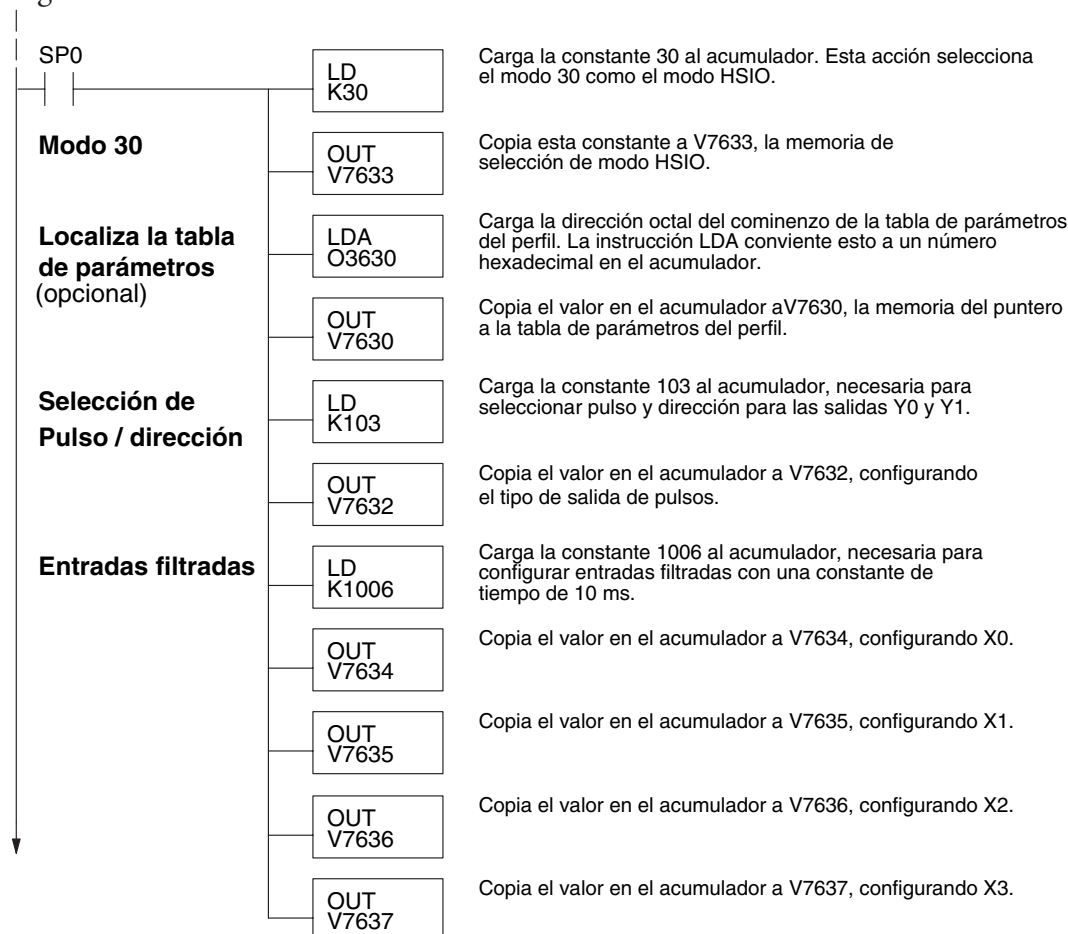 SP0
LD
K30
Carga la constante 30 al acumulador. Esta acción selecciona
el modo 30 como el modo HSIO.
Modo 30
OUT
V7633
Copia esta constante a V7633, la memoria de
selección de modo HSIO.
Localiza la tabla
de parámetros
(opcional)
LDA
O3630
Carga la dirección octal del cominenzo de la tabla de parámetros
del perfil. La instrucción LDA conviente esto a un número
hexadecimal en el acumulador.
OUT
V7630
Copia el valor en el acumulador aV7630, la memoria del puntero
a la tabla de parámetros del perfil.
Selección de
Pulso / dirección
LD
K103
Carga la constante 103 al acumulador, necesaria para
seleccionar pulso y dirección para las salidas Y0 y Y1.
OUT
V7632
Copia el valor en el acumulador a V7632, configurando
el tipo de salida de pulsos.
Entradas filtradas
LD
K1006
Carga la constante 1006 al acumulador, necesaria para
configurar entradas filtradas con una constante de
tiempo de 10 ms.
OUT
V7634
Copia el valor en el acumulador a V7634, configurando X0.
OUT
V7635
Copia el valor en el acumulador a V7635, configurando X1.
OUT
V7636
Copia el valor en el acumulador a V7636, configurando X2.
OUT
V7637
Copia el valor en el acumulador a V7637, configurando X3.